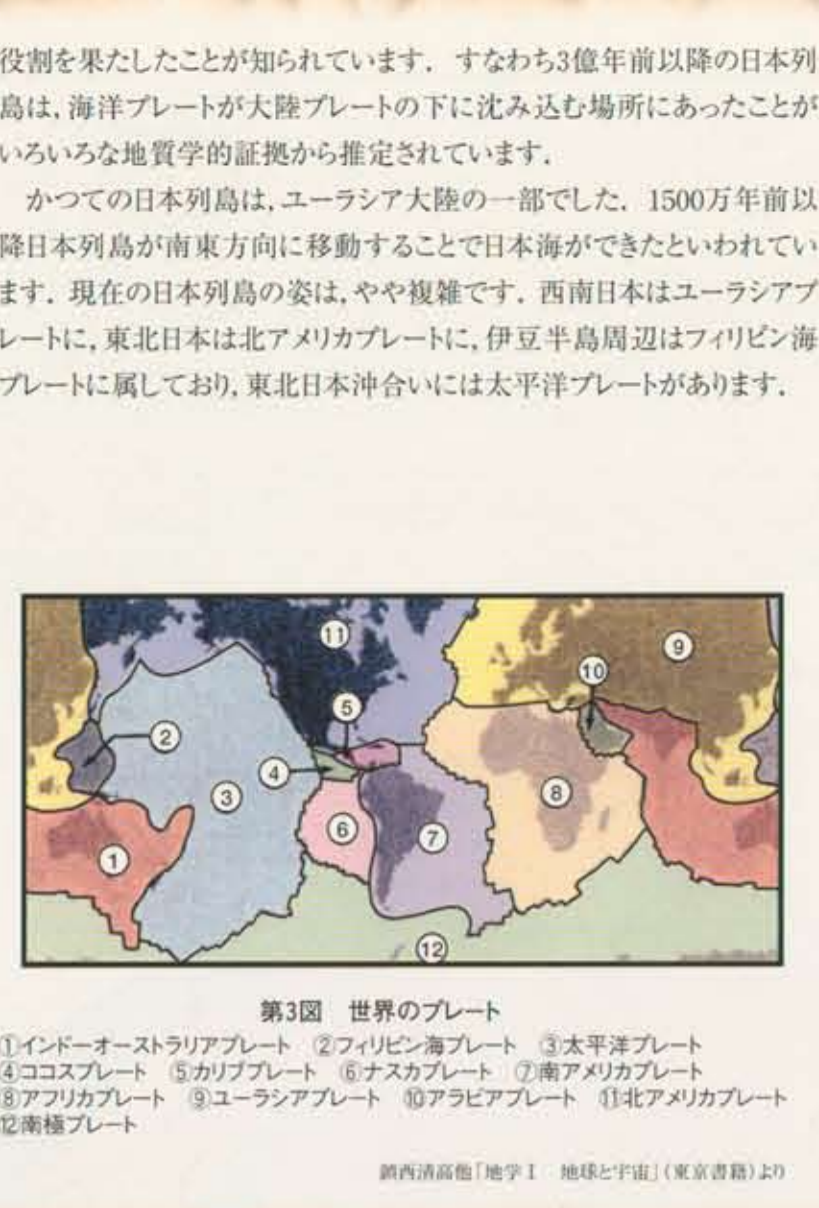 役割を果たしたことが知られています．すなわち3億年前以降の日本列
島は，海洋プレートが大陸プレートの下に沈み込む場所にあったことが
いろいろな地質学的証拠から推定されています．
かつての日本列島は，ユーラシア大陸の一部でした．1500万年前以
降日本列島が南東方向に移動することで日本海ができたといわれてい
ます．現在の日本列島の姿は，やや複雑です．西南日本はユーラシアプ
レートに，東北日本は北アメリカプレートに，伊豆半島周辺はフィリピン海
プレートに属しており，東北日本沖合いには太平洋プレートがあります．
⑪
⑨
⑩
⑤
②
④
③
⑧
⑥
⑦
①
⑫
第3図　世界のプレート
①インドーオーストラリアプレート　②フィリピン海プレート　③太平洋プレート
④ココスプレート　⑤カリブプレート　⑥ナスカプレート　⑦南アメリカプレート
⑧アフリカプレート　⑨ユーラシアプレート　⑩アラビアプレート　⑪北アメリカプレート
⑫南極プレート
鎮西清高他「地学Ⅰ　地球と宇宙」（東京書籍）より